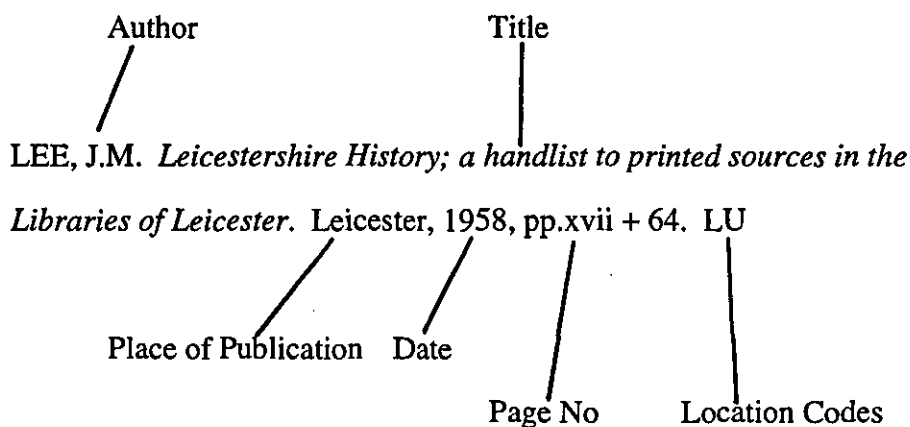 Author Title
LEE, J.M. Leicestershire History; a handlist to printed sources in the
Libraries of Leicester. Leicester, 1958, pp.xvii + 64. LU
Place of Publication Date
Page No Location Codes